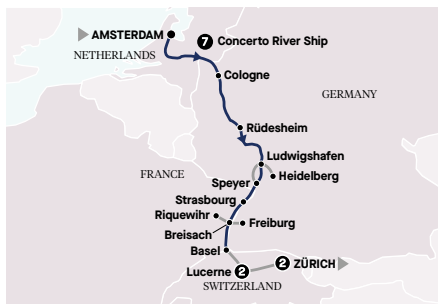 AMSTERDAM
7 Concerto River Ship
NETHERLANDS
Cologne
GERMANY
Rüdesheim
Ludwigshafen
FRANCE
Heidelberg
Speyer
Strasbourg
Riquewihr
Freiburg
Breisach
Basel
2 ZÜRICH
Lucerne 2
SWITZERLAND